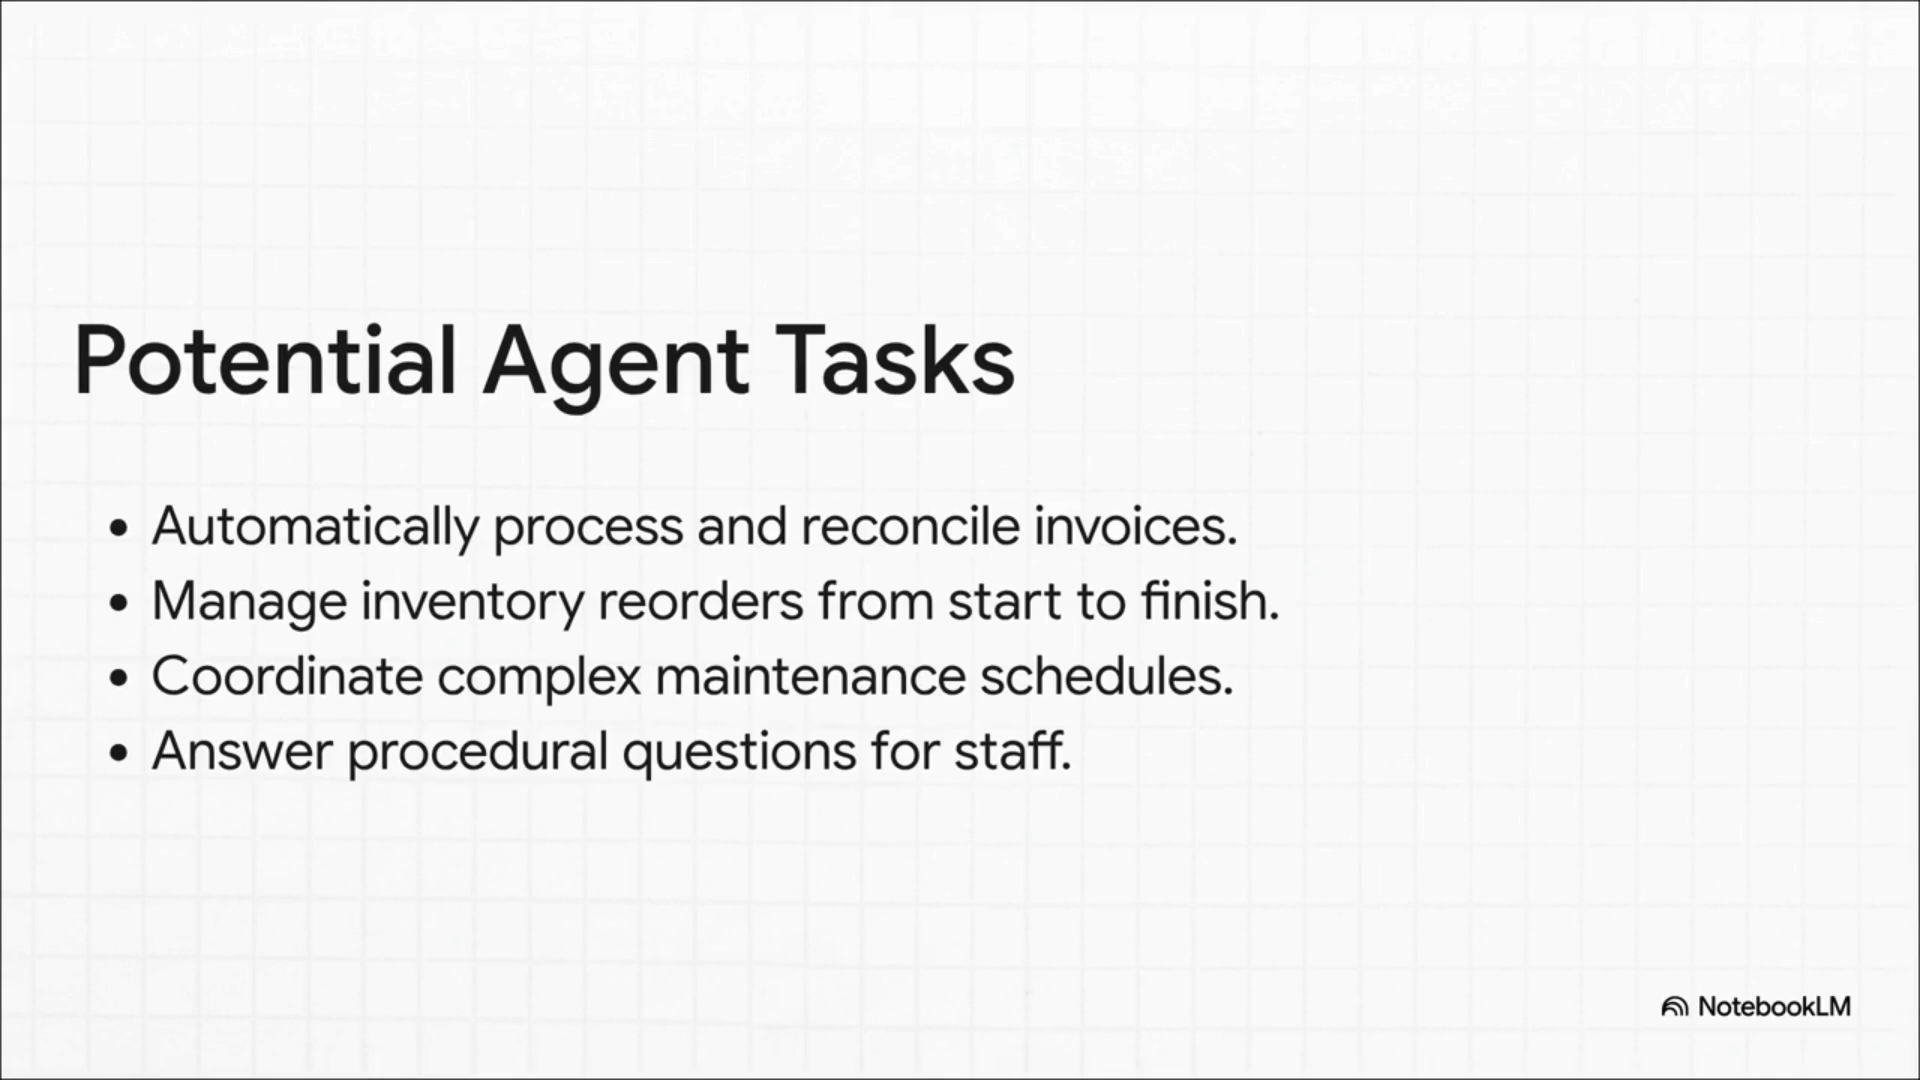 Potential Agent Tasks
• Automatically process and reconcile invoices.
• Manage inventory reorders from start to finish.
• Coordinate complex maintenance schedules.
• Answer procedural questions for staff.
NotebookLM